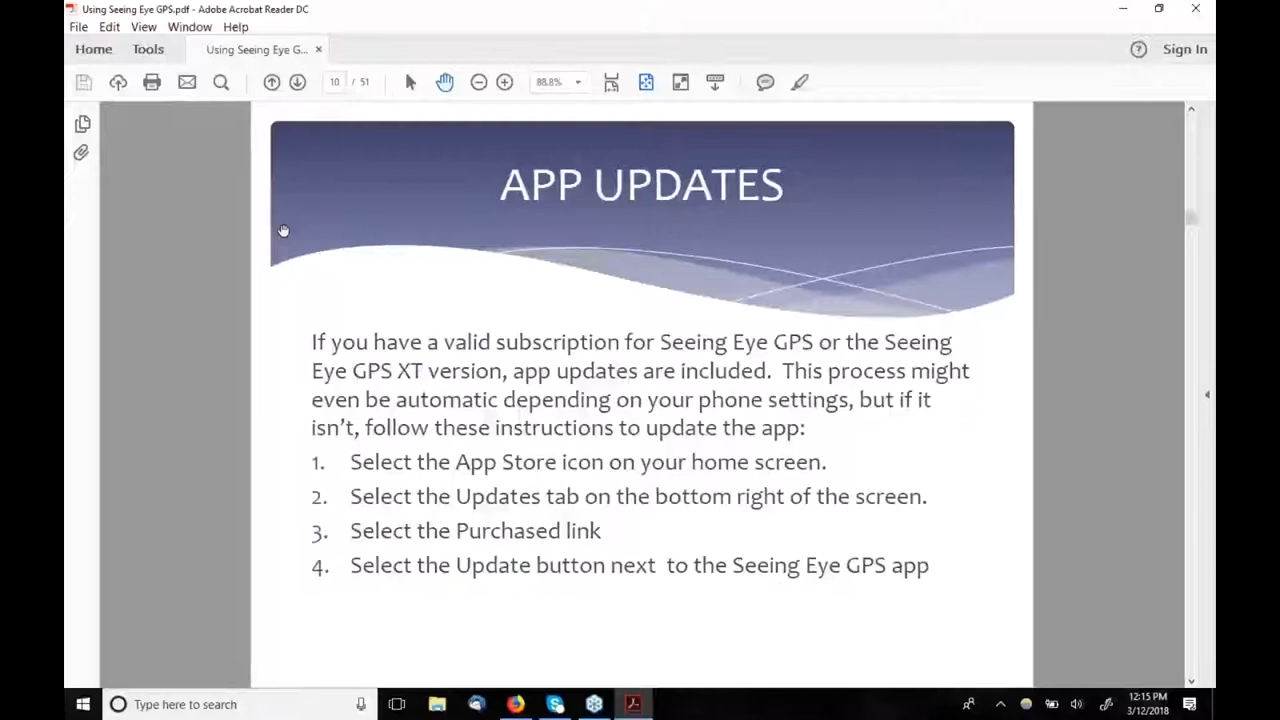 Using Seeing Eye GPS.pdf - Adobe Acrobat Reader DC
File Edit View Window Help
Home Tools Using Seeing Eye G... × Sign In
10 / 51 88.8%
APP UPDATES
If you have a valid subscription for Seeing Eye GPS or the Seeing
Eye GPS XT version, app updates are included. This process might
even be automatic depending on your phone settings, but if it
isn't, follow these instructions to update the app:
1. Select the App Store icon on your home screen.
2. Select the Updates tab on the bottom right of the screen.
3. Select the Purchased link
4. Select the Update button next to the Seeing Eye GPS app
Type here to search
12:15 PM
3/12/2018